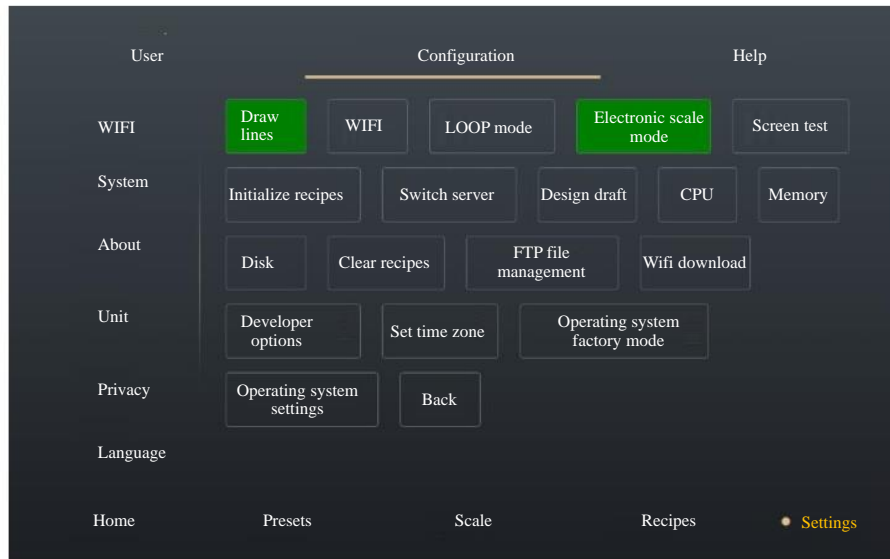 User
Configuration
Help
WIFI
Draw
lines
WIFI
LOOP mode
Electronic scale
mode
Screen test
System
Initialize recipes
Switch server
Design draft
CPU
Memory
About
Disk
Clear recipes
FTP file
management
Wifi download
Unit
Developer
options
Set time zone
Operating system
factory mode
Privacy
Operating system
settings
Back
Language
Home
Presets
Scale
Recipes
Settings